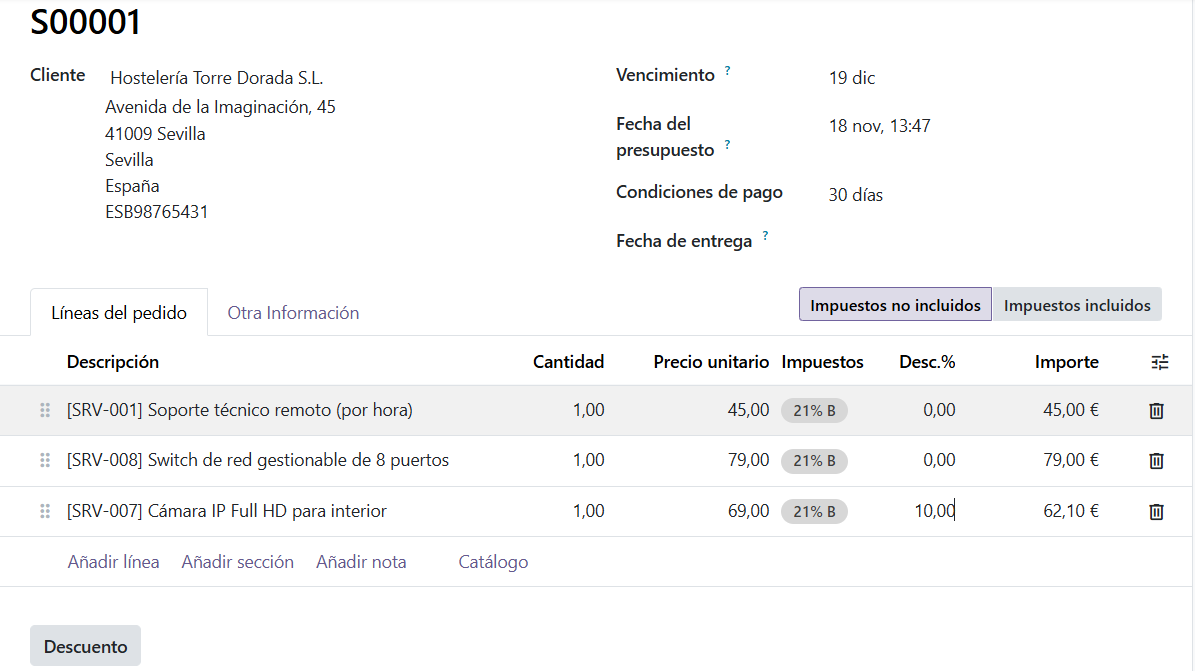 S00001
Cliente Hostelería Torre Dorada S.L.
Avenida de la Imaginación, 45
41009 Sevilla
Sevilla
España
ESB98765431
Vencimiento ? 19 dic
Fecha del
presupuesto ? 18 nov, 13:47
Condiciones de pago 30 días
Fecha de entrega ?
Líneas del pedido Otra Información Impuestos no incluidos Impuestos incluidos
Descripción Cantidad Precio unitario Impuestos Desc.% Importe
[SRV-001] Soporte técnico remoto (por hora) 1,00 45,00 21% B 0,00 45,00 €
[SRV-008] Switch de red gestionable de 8 puertos 1,00 79,00 21% B 0,00 79,00 €
[SRV-007] Cámara IP Full HD para interior 1,00 69,00 21% B 10,00 62,10 €
Añadir línea Añadir sección Añadir nota Catálogo
Descuento